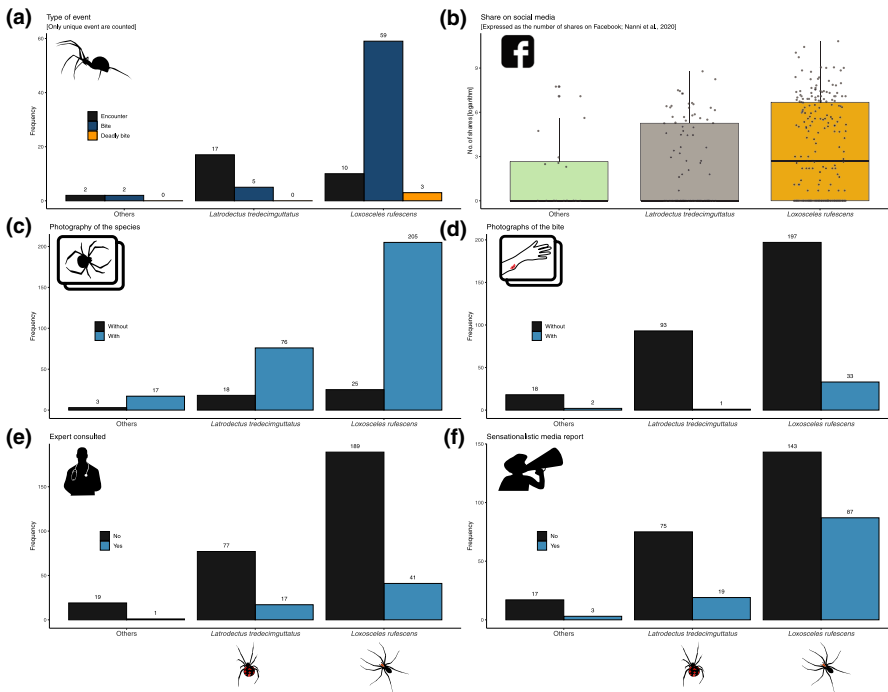 (a)
Type of event
[Only unique event are counted]
Frequency
60
40
20
0
Encounter
Bite
Deadly bite
2
2
0
17
5
0
10
59
3
Others
Latrodectus tredecimguttatus
Loxosceles rufescens
(b)
Share on social media
[Expressed as the number of shares on Facebook; Nanni et al., 2020]
No. of shares [logarithm]
9
6
3
0
Others
Latrodectus tredecimguttatus
Loxosceles rufescens
(c)
Photography of the species
Frequency
200
150
100
50
0
Without
With
3
17
18
76
25
205
Others
Latrodectus tredecimguttatus
Loxosceles rufescens
(d)
Photographs of the bite
Frequency
200
150
100
50
0
Without
With
18
2
93
1
197
33
Others
Latrodectus tredecimguttatus
Loxosceles rufescens
(e)
Expert consulted
Frequency
150
100
50
0
No
Yes
19
1
77
17
189
41
Others
Latrodectus tredecimguttatus
Loxosceles rufescens
(f)
Sensationalistic media report
Frequency
150
100
50
0
No
Yes
17
3
75
19
143
87
Others
Latrodectus tredecimguttatus
Loxosceles rufescens